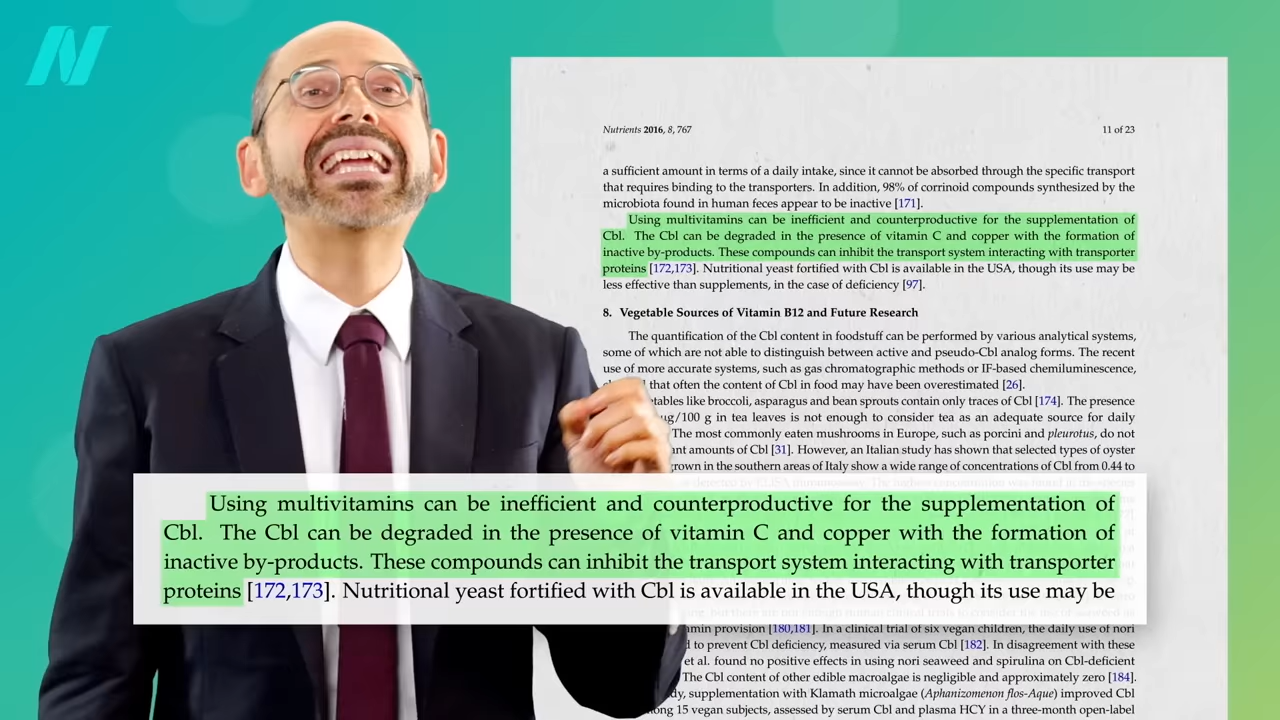 Nutrients 2016, 8, 767
11 of 23
a sufficient amount in terms of a daily intake, since it cannot be absorbed through the specific transport
that requires binding to the transporters. In addition, 98% of corrinoid compounds synthesized by the
microbiota found in human feces appear to be inactive [171].
Using multivitamins can be inefficient and counterproductive for the supplementation of
Cbl. The Cbl can be degraded in the presence of vitamin C and copper with the formation of
inactive by-products. These compounds can inhibit the transport system interacting with transporter
proteins [172,173]. Nutritional yeast fortified with Cbl is available in the USA, though its use may be
less effective than supplements, in the case of deficiency [97].
8. Vegetable Sources of Vitamin B12 and Future Research
The quantification of the Cbl content in foodstuff can be performed by various analytical systems,
some of which are not able to distinguish between active and pseudo-Cbl analog forms. The recent
use of more accurate systems, such as gas chromatographic methods or IF-based chemiluminescence,
that often the content of Cbl in food may have been overestimated [26].
etables like broccoli, asparagus and bean sprouts contain only traces of Cbl [174]. The presence
µg/100 g in tea leaves is not enough to consider tea as an adequate source for daily
The most commonly eaten mushrooms in Europe, such as porcini and pleurotus, do not
nt amounts of Cbl [31]. However, an Italian study has shown that selected types of oyster
grown in the southern areas of Italy show a wide range of concentrations of Cbl from 0.44 to
Using multivitamins can be inefficient and counterproductive for the supplementation of
Cbl. The Cbl can be degraded in the presence of vitamin C and copper with the formation of
inactive by-products. These compounds can inhibit the transport system interacting with transporter
proteins [172,173]. Nutritional yeast fortified with Cbl is available in the USA, though its use may be
amin provision [180,181]. In a clinical trial of six vegan children, the daily use of nori
d to prevent Cbl deficiency, measured via serum Cbl [182]. In disagreement with these
et al. found no positive effects in using nori seaweed and spirulina on Cbl-deficient
The Cbl content of other edible macroalgae is negligible and approximately zero [184].
dy, supplementation with Klamath microalgae (Aphanizomenon flos-Aque) improved Cbl
ong 15 vegan subjects, assessed by serum Cbl and plasma HCY in a three-month open-label